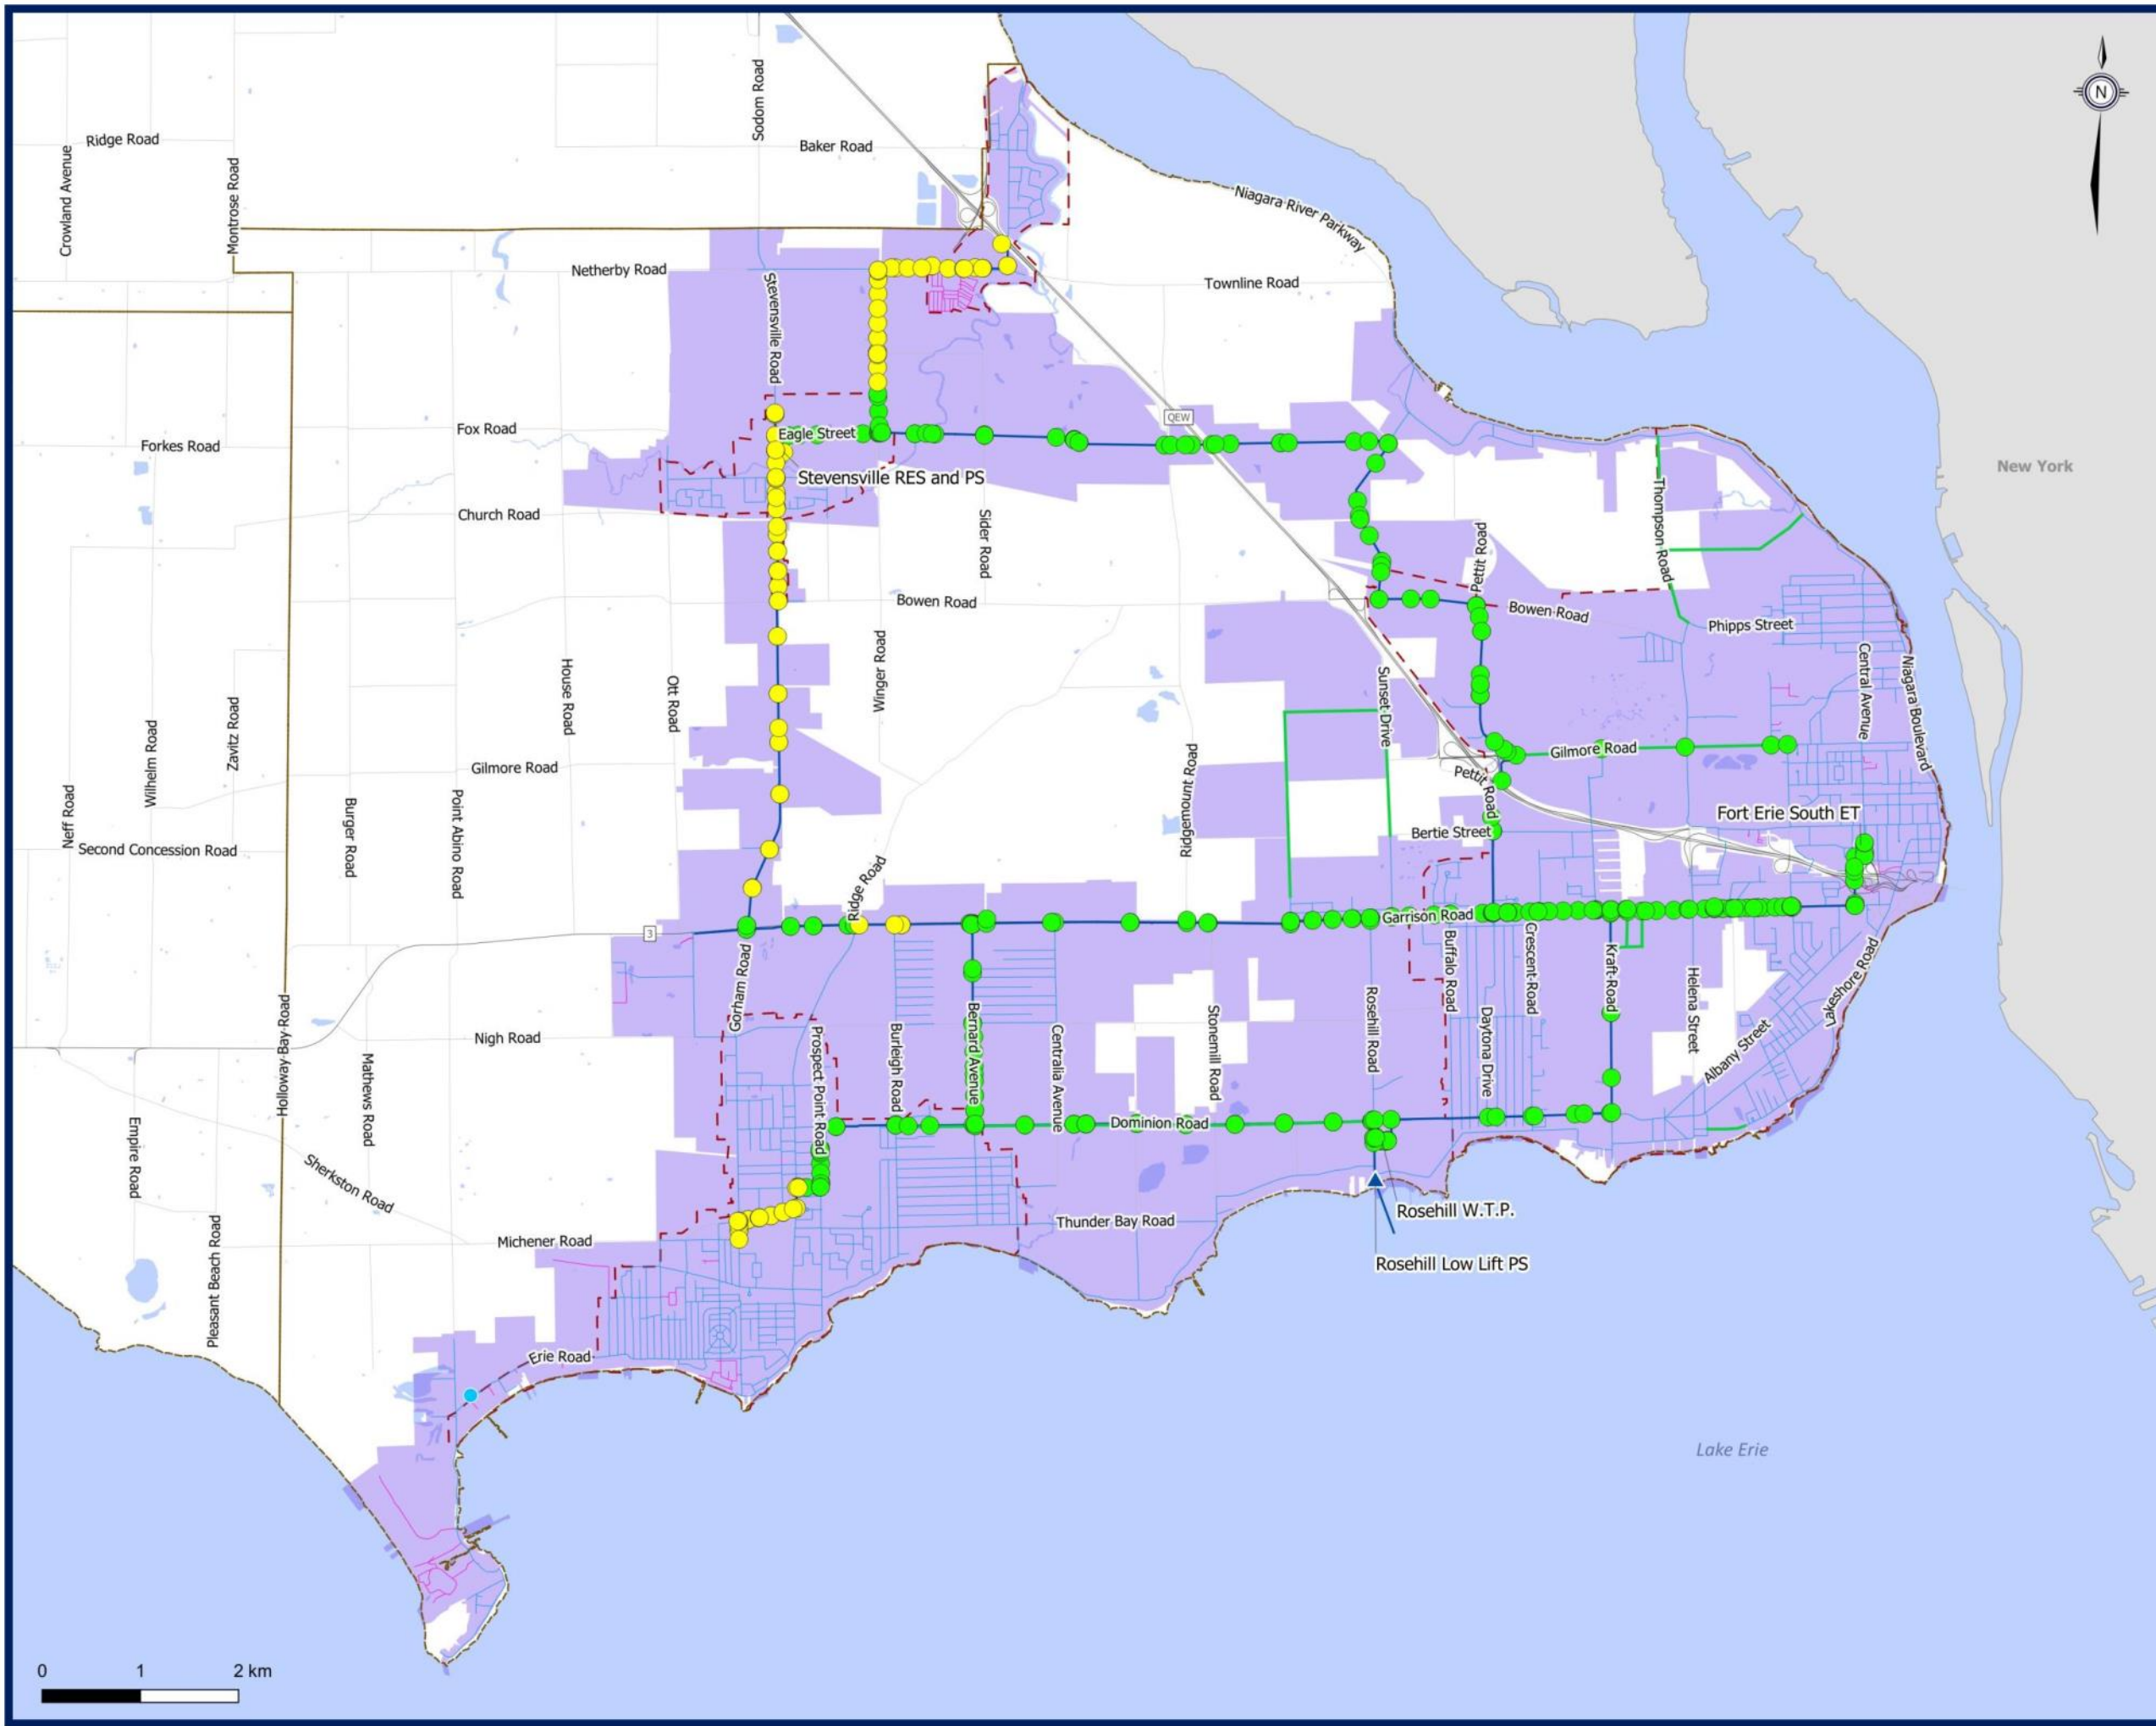 N
Sodom Road
Ridge Road
Baker Road
Crowland Avenue
Montrose Road
Niagara River Parkway
Netherby Road
Townline Road
Stevensville Road
QEW
Fox Road
Eagle Street
Forkes Road
New York
Stevensville RES and PS
Thompson Road
Church Road
Sider Road
Pettit Road
Bowen Road
Bowen Road
Phipps Street
Central Avenue
Niagara Boulevard
Winger Road
House Road
Ott Road
Sunset Drive
Zavitz Road
Wilhelm Road
Ridgemount Road
Gilmore Road
Gilmore Road
Pettit Road
Neff Road
Burger Road
Point Abino Road
Fort Erie South ET
Bertie Street
Second Concession Road
Ridge Road
Garrison Road
3
Gorham Road
Buffalo Road
Crescent Road
Kraft Road
Helena Street
Lakeshore Road
Holloway Bay Road
Rosehill Road
Stonemill Road
Bernard Avenue
Daytona Drive
Nigh Road
Prospect Point Road
Burleigh Road
Centralia Avenue
Albany Street
Mathews Road
Dominion Road
Empire Road
Sherkston Road
Rosehill W.T.P.
Thunder Bay Road
Michener Road
Pleasant Beach Road
Rosehill Low Lift PS
Erie Road
Lake Erie
0 1 2 km